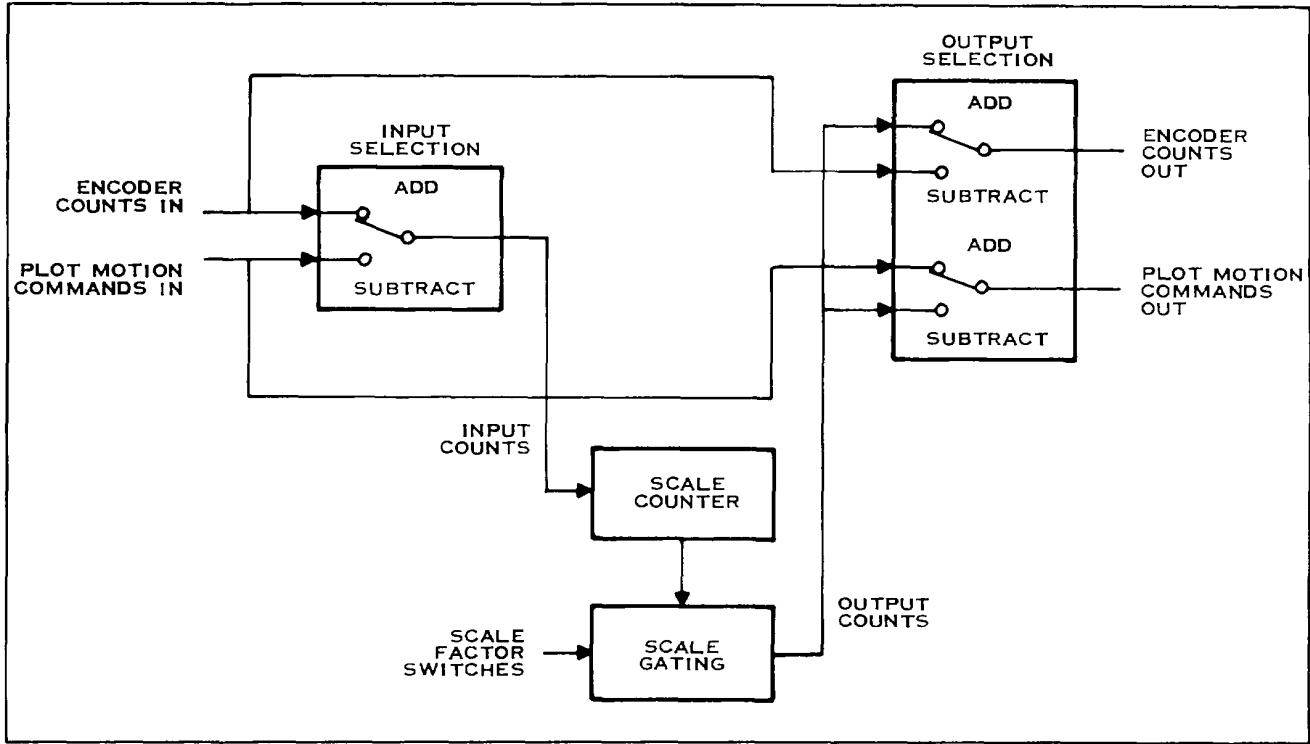 OUTPUT
SELECTION
ADD
INPUT
SELECTION
ENCODER
COUNTS
OUT
ADD
ENCODER
COUNTS IN
SUBTRACT
ADD
PLOT MOTION
COMMANDS IN
PLOT MOTION
COMMANDS
OUT
SUBTRACT
SUBTRACT
INPUT
COUNTS
SCALE
COUNTER
OUTPUT
COUNTS
SCALE
FACTOR
SWITCHES
SCALE
GATING